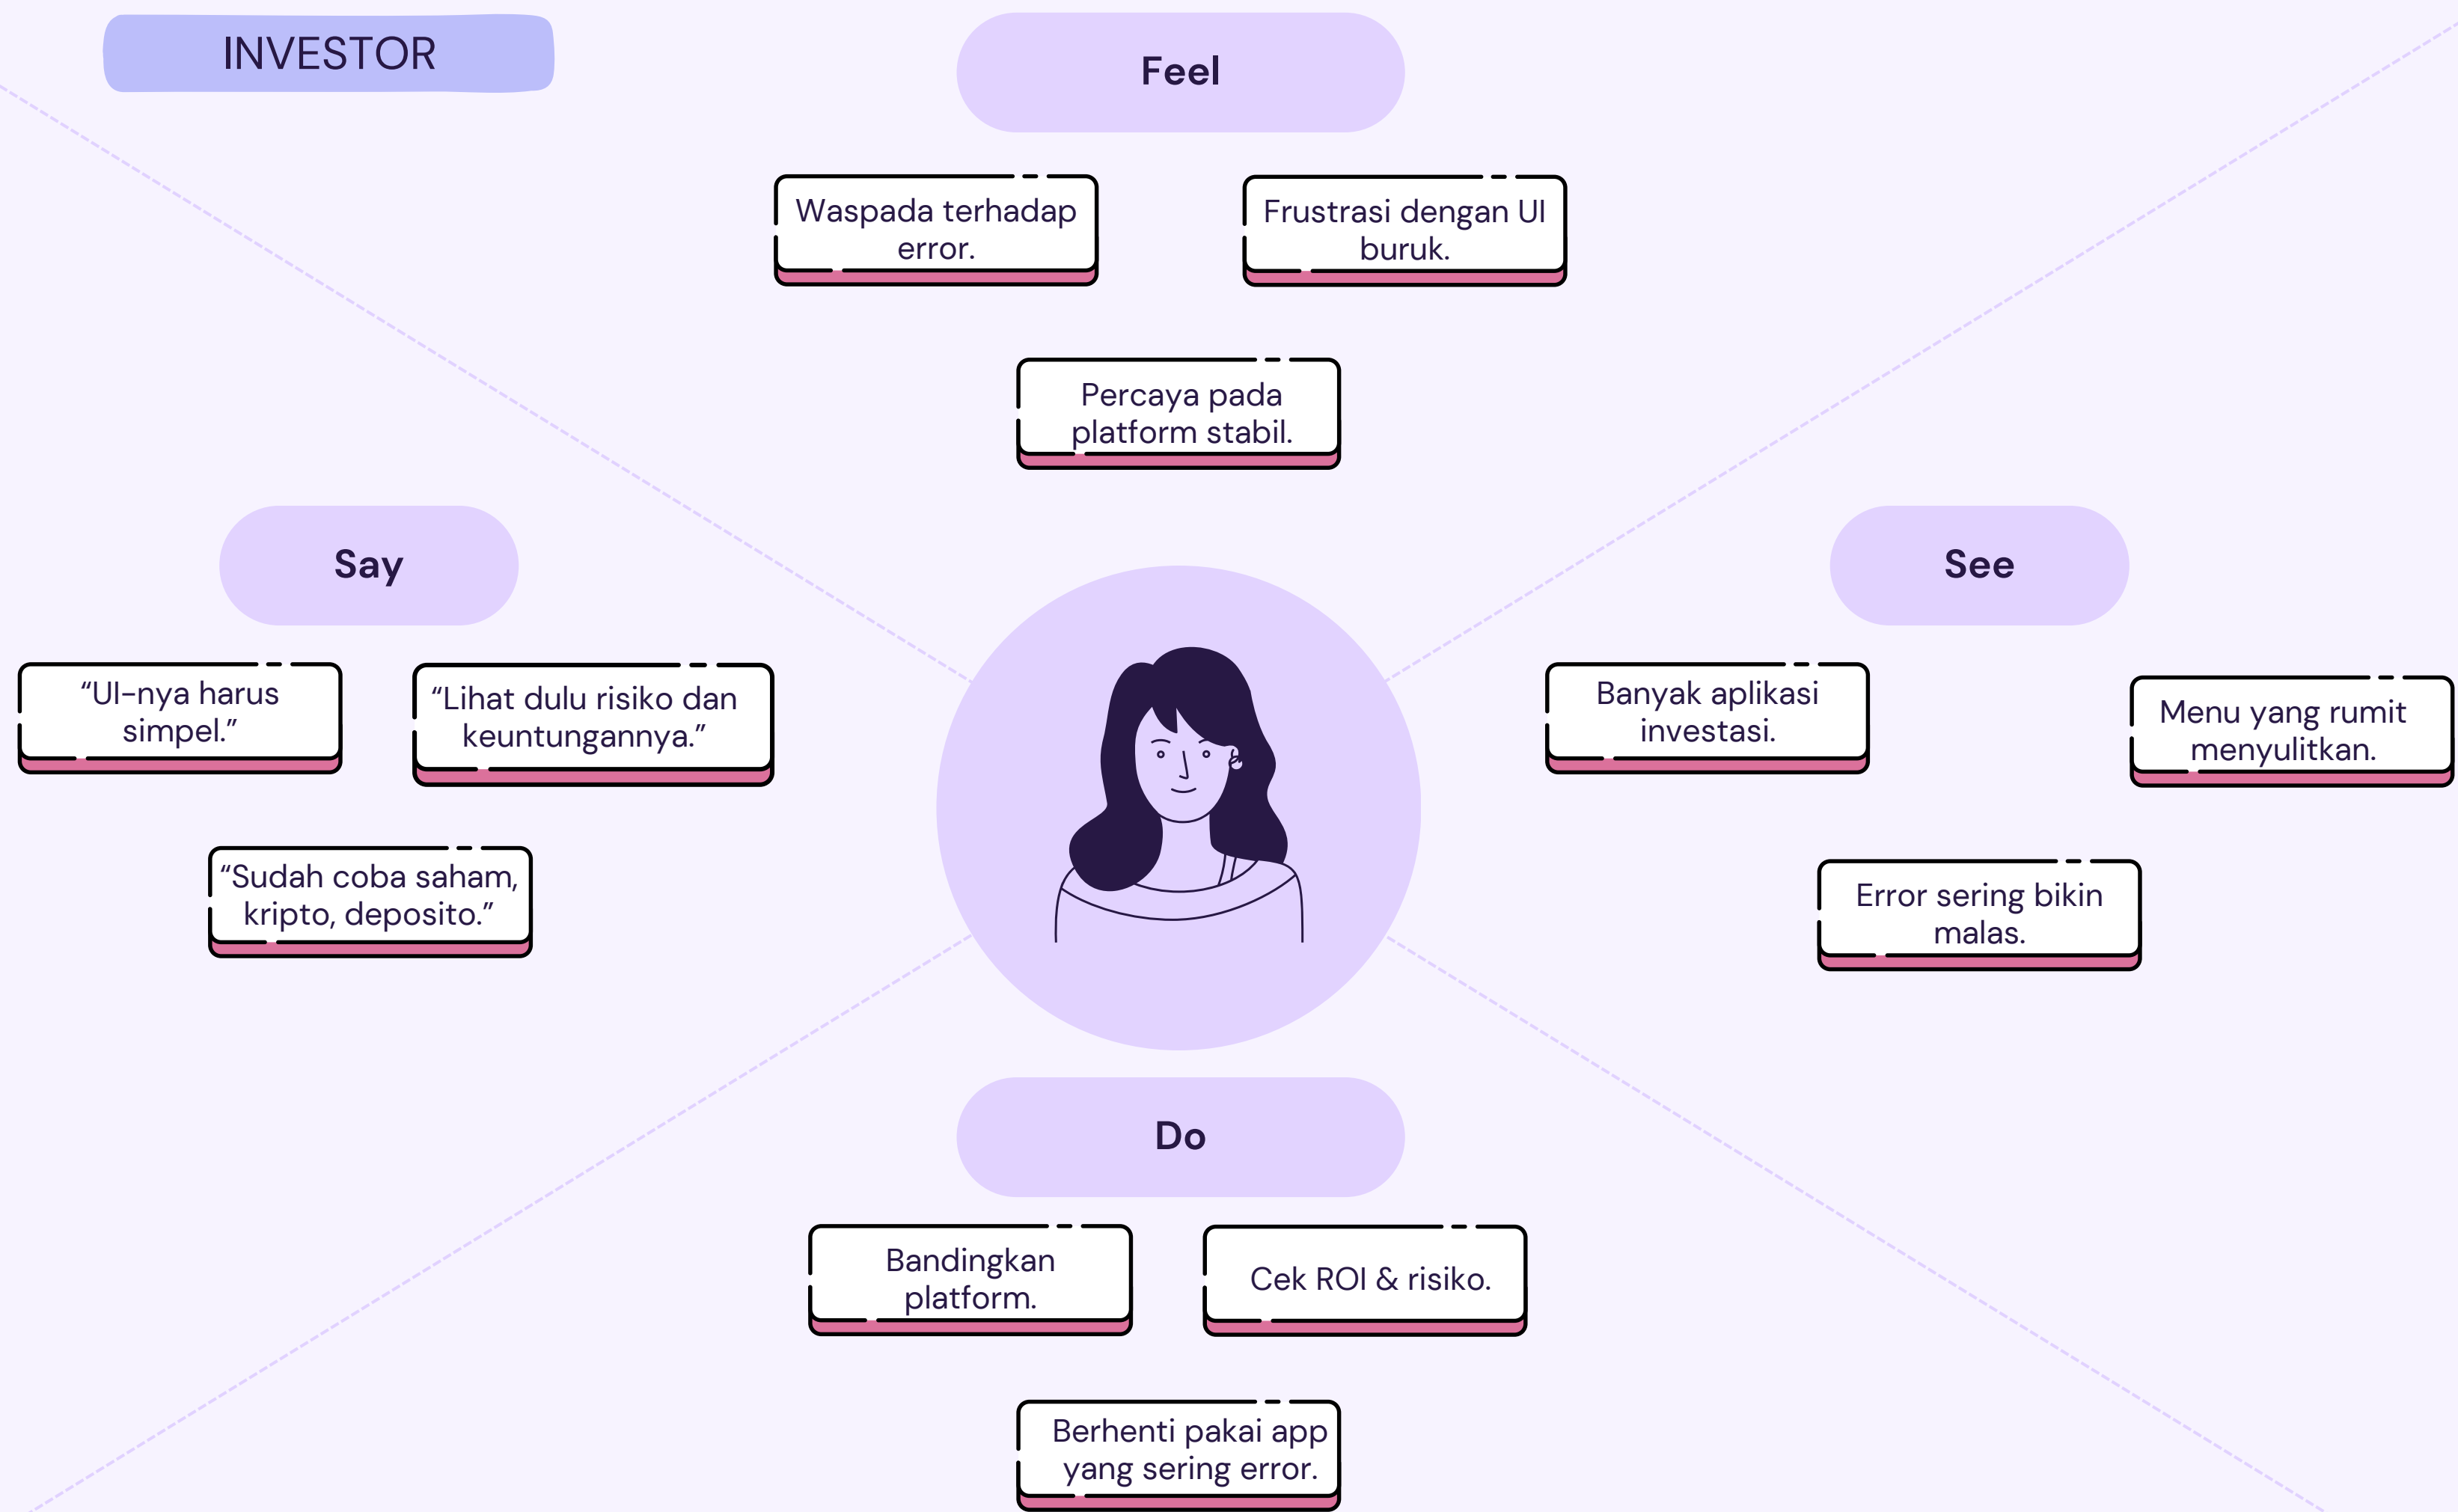 INVESTOR
Feel
Waspada terhadap
error.
Frustrasi dengan UI
buruk.
Percaya pada
platform stabil.
Say
“UI-nya harus
simpel.”
“Lihat dulu risiko dan
keuntungannya.”
“Sudah coba saham,
kripto, deposito.”
See
Banyak aplikasi
investasi.
Menu yang rumit
menyulitkan.
Error sering bikin
malas.
Do
Bandingkan
platform.
Cek ROI & risiko.
Berhenti pakai app
yang sering error.